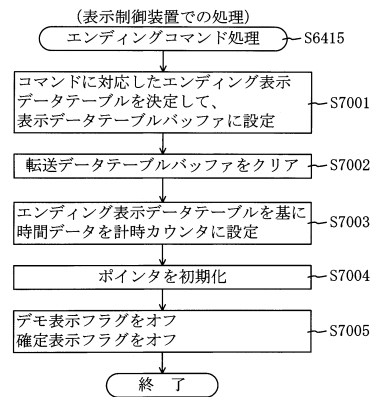 (表示制御装置での処理)
エンディングコマンド処理
S6415
コマンドに対応したエンディング表示
データテーブルを決定して、
表示データテーブルバッファに設定
S7001
転送データテーブルバッファをクリア
S7002
エンディング表示データテーブルを基に
時間データを計時カウンタに設定
S7003
ポインタを初期化
S7004
デモ表示フラグをオフ
確定表示フラグをオフ
S7005
終 了